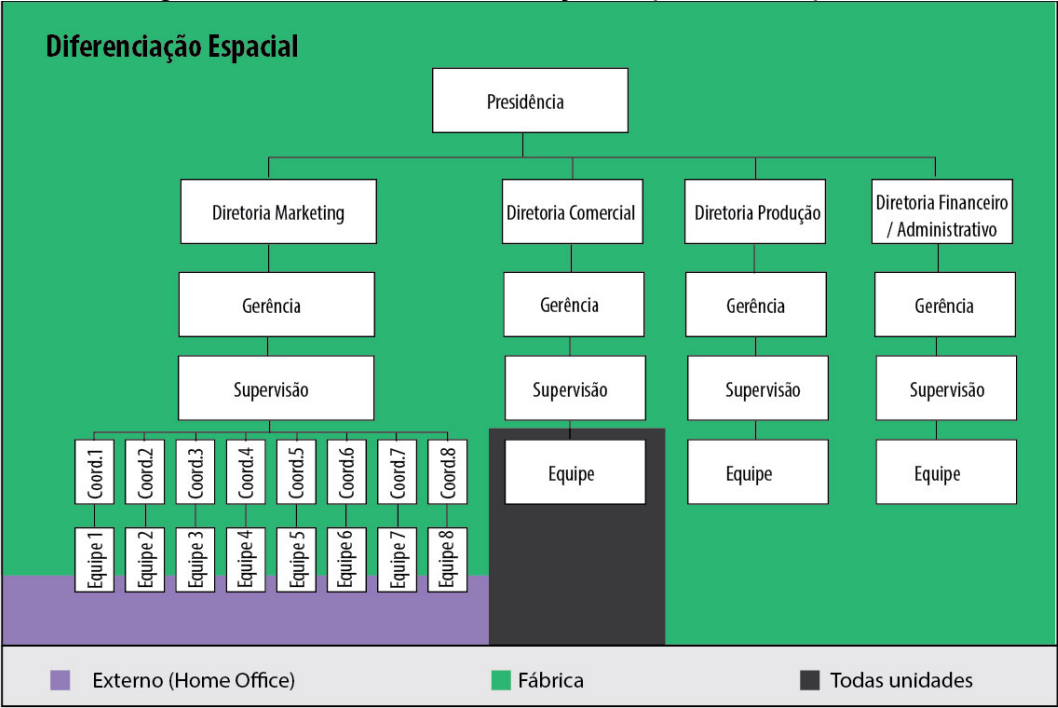 Diferenciação Espacial
Presidência
Diretoria Marketing
Diretoria Comercial
Diretoria Produção
Diretoria Financeiro
/ Administrativo
Gerência
Gerência
Gerência
Gerência
Supervisão
Supervisão
Supervisão
Supervisão
Coord.1
Coord.2
Coord.3
Coord.4
Coord.5
Coord.6
Coord.7
Coord.8
Equipe
Equipe
Equipe
Equipe 1
Equipe 2
Equipe 3
Equipe 4
Equipe 5
Equipe 6
Equipe 7
Equipe 8
Externo (Home Office)
Fábrica
Todas unidades